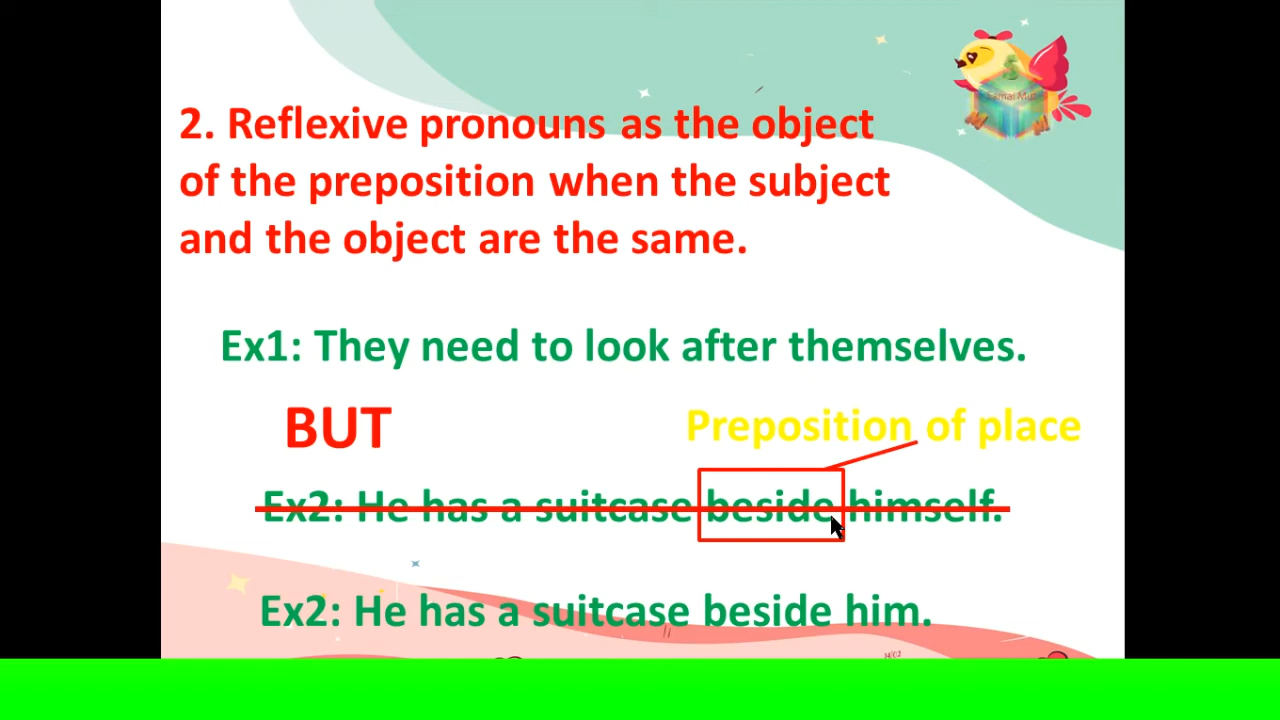 2. Reflexive pronouns as the object
of the preposition when the subject
and the object are the same.
Ex1: They need to look after themselves.
BUT
Preposition of place
Ex2: He has a suitcase beside himself.
Ex2: He has a suitcase beside him.